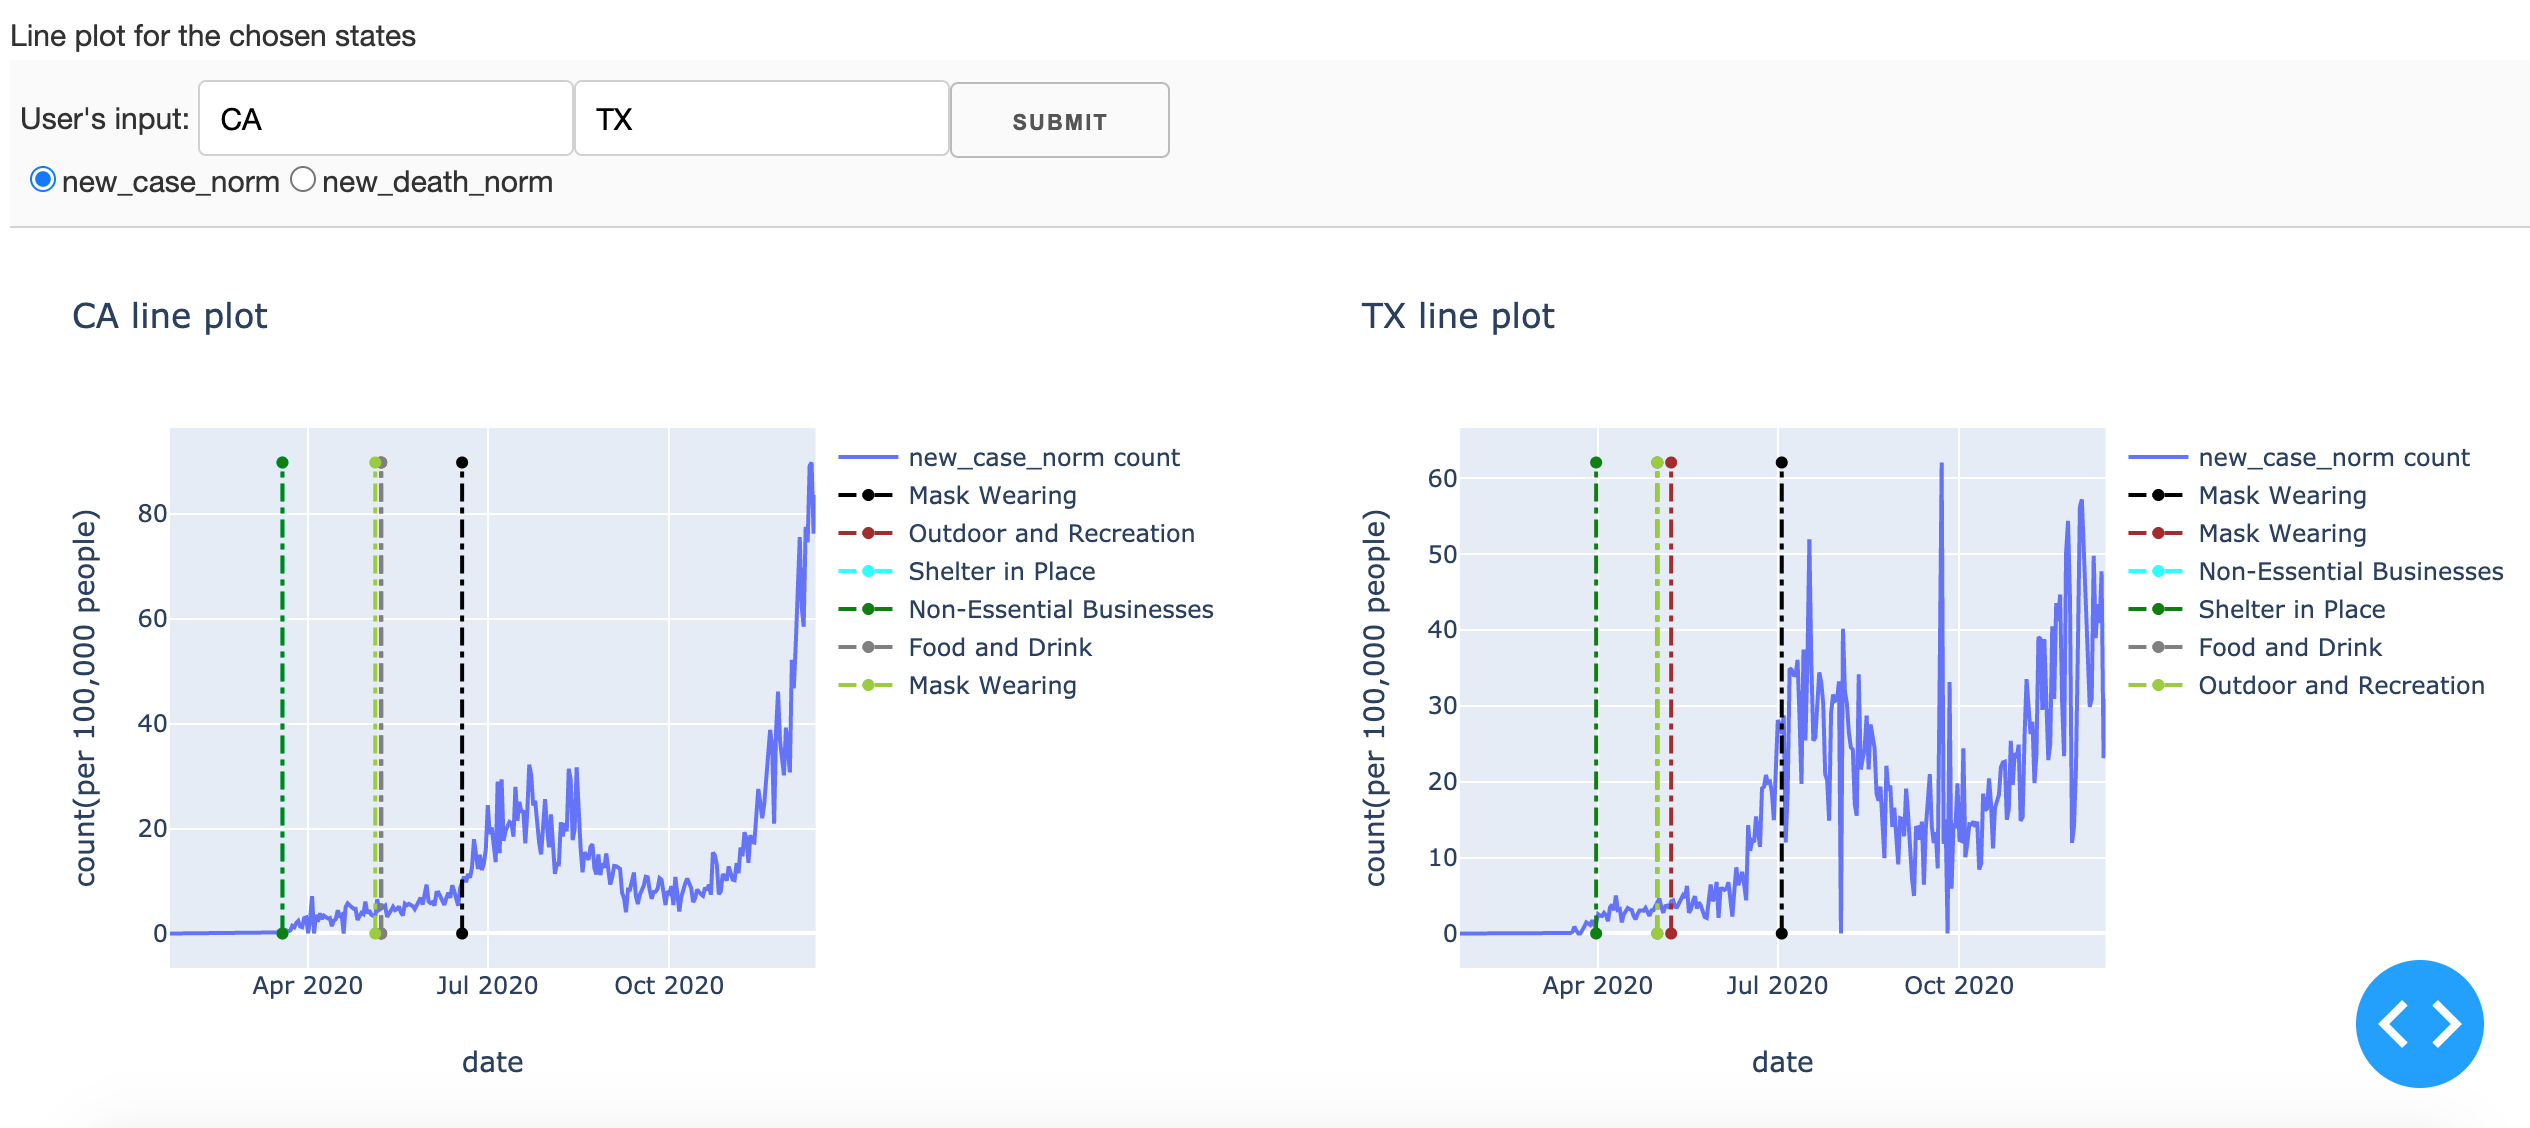 Line plot for the chosen states
User's input: CA TX SUBMIT
new_case_norm new_death_norm
CA line plot
count(per 100,000 people)
80
60
40
20
0
Apr 2020 Jul 2020 Oct 2020
date
new_case_norm count
Mask Wearing
Outdoor and Recreation
Shelter in Place
Non-Essential Businesses
Food and Drink
Mask Wearing
TX line plot
count(per 100,000 people)
60
50
40
30
20
10
0
Apr 2020 Jul 2020 Oct 2020
date
new_case_norm count
Mask Wearing
Mask Wearing
Non-Essential Businesses
Shelter in Place
Food and Drink
Outdoor and Recreation